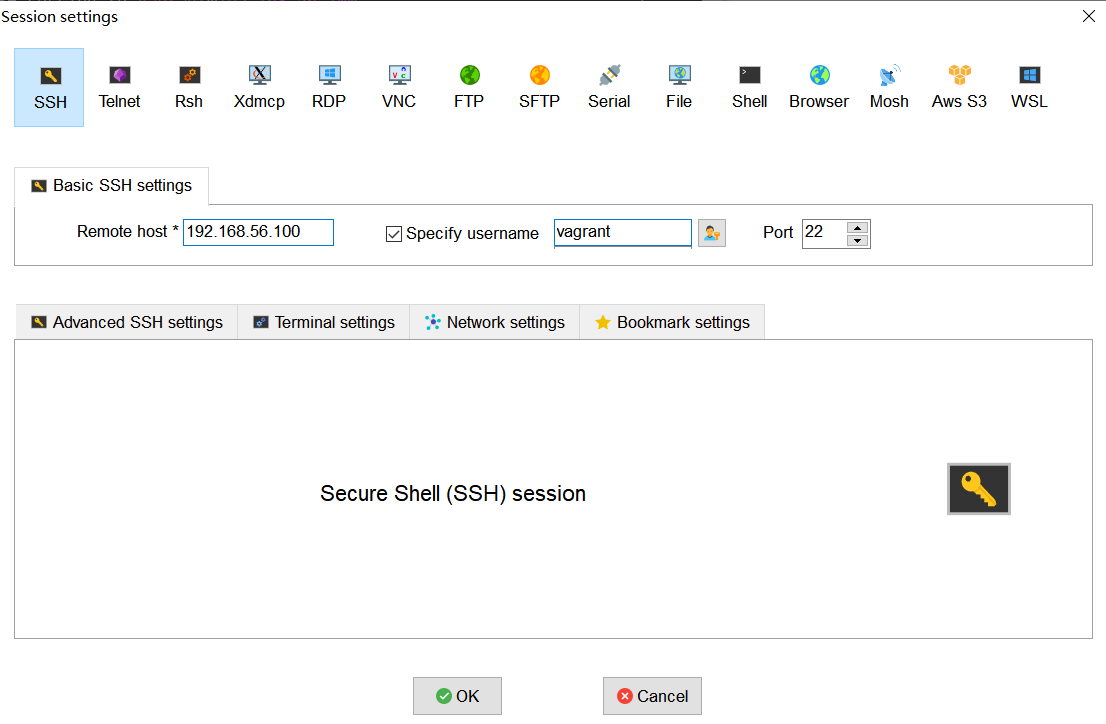 Session settings
SSH Telnet Rsh Xdmcp RDP VNC FTP SFTP Serial File Shell Browser Mosh Aws S3 WSL
Basic SSH settings
Remote host * 192.168.56.100 Specify username vagrant Port 22
Advanced SSH settings Terminal settings Network settings Bookmark settings
Secure Shell (SSH) session
OK Cancel